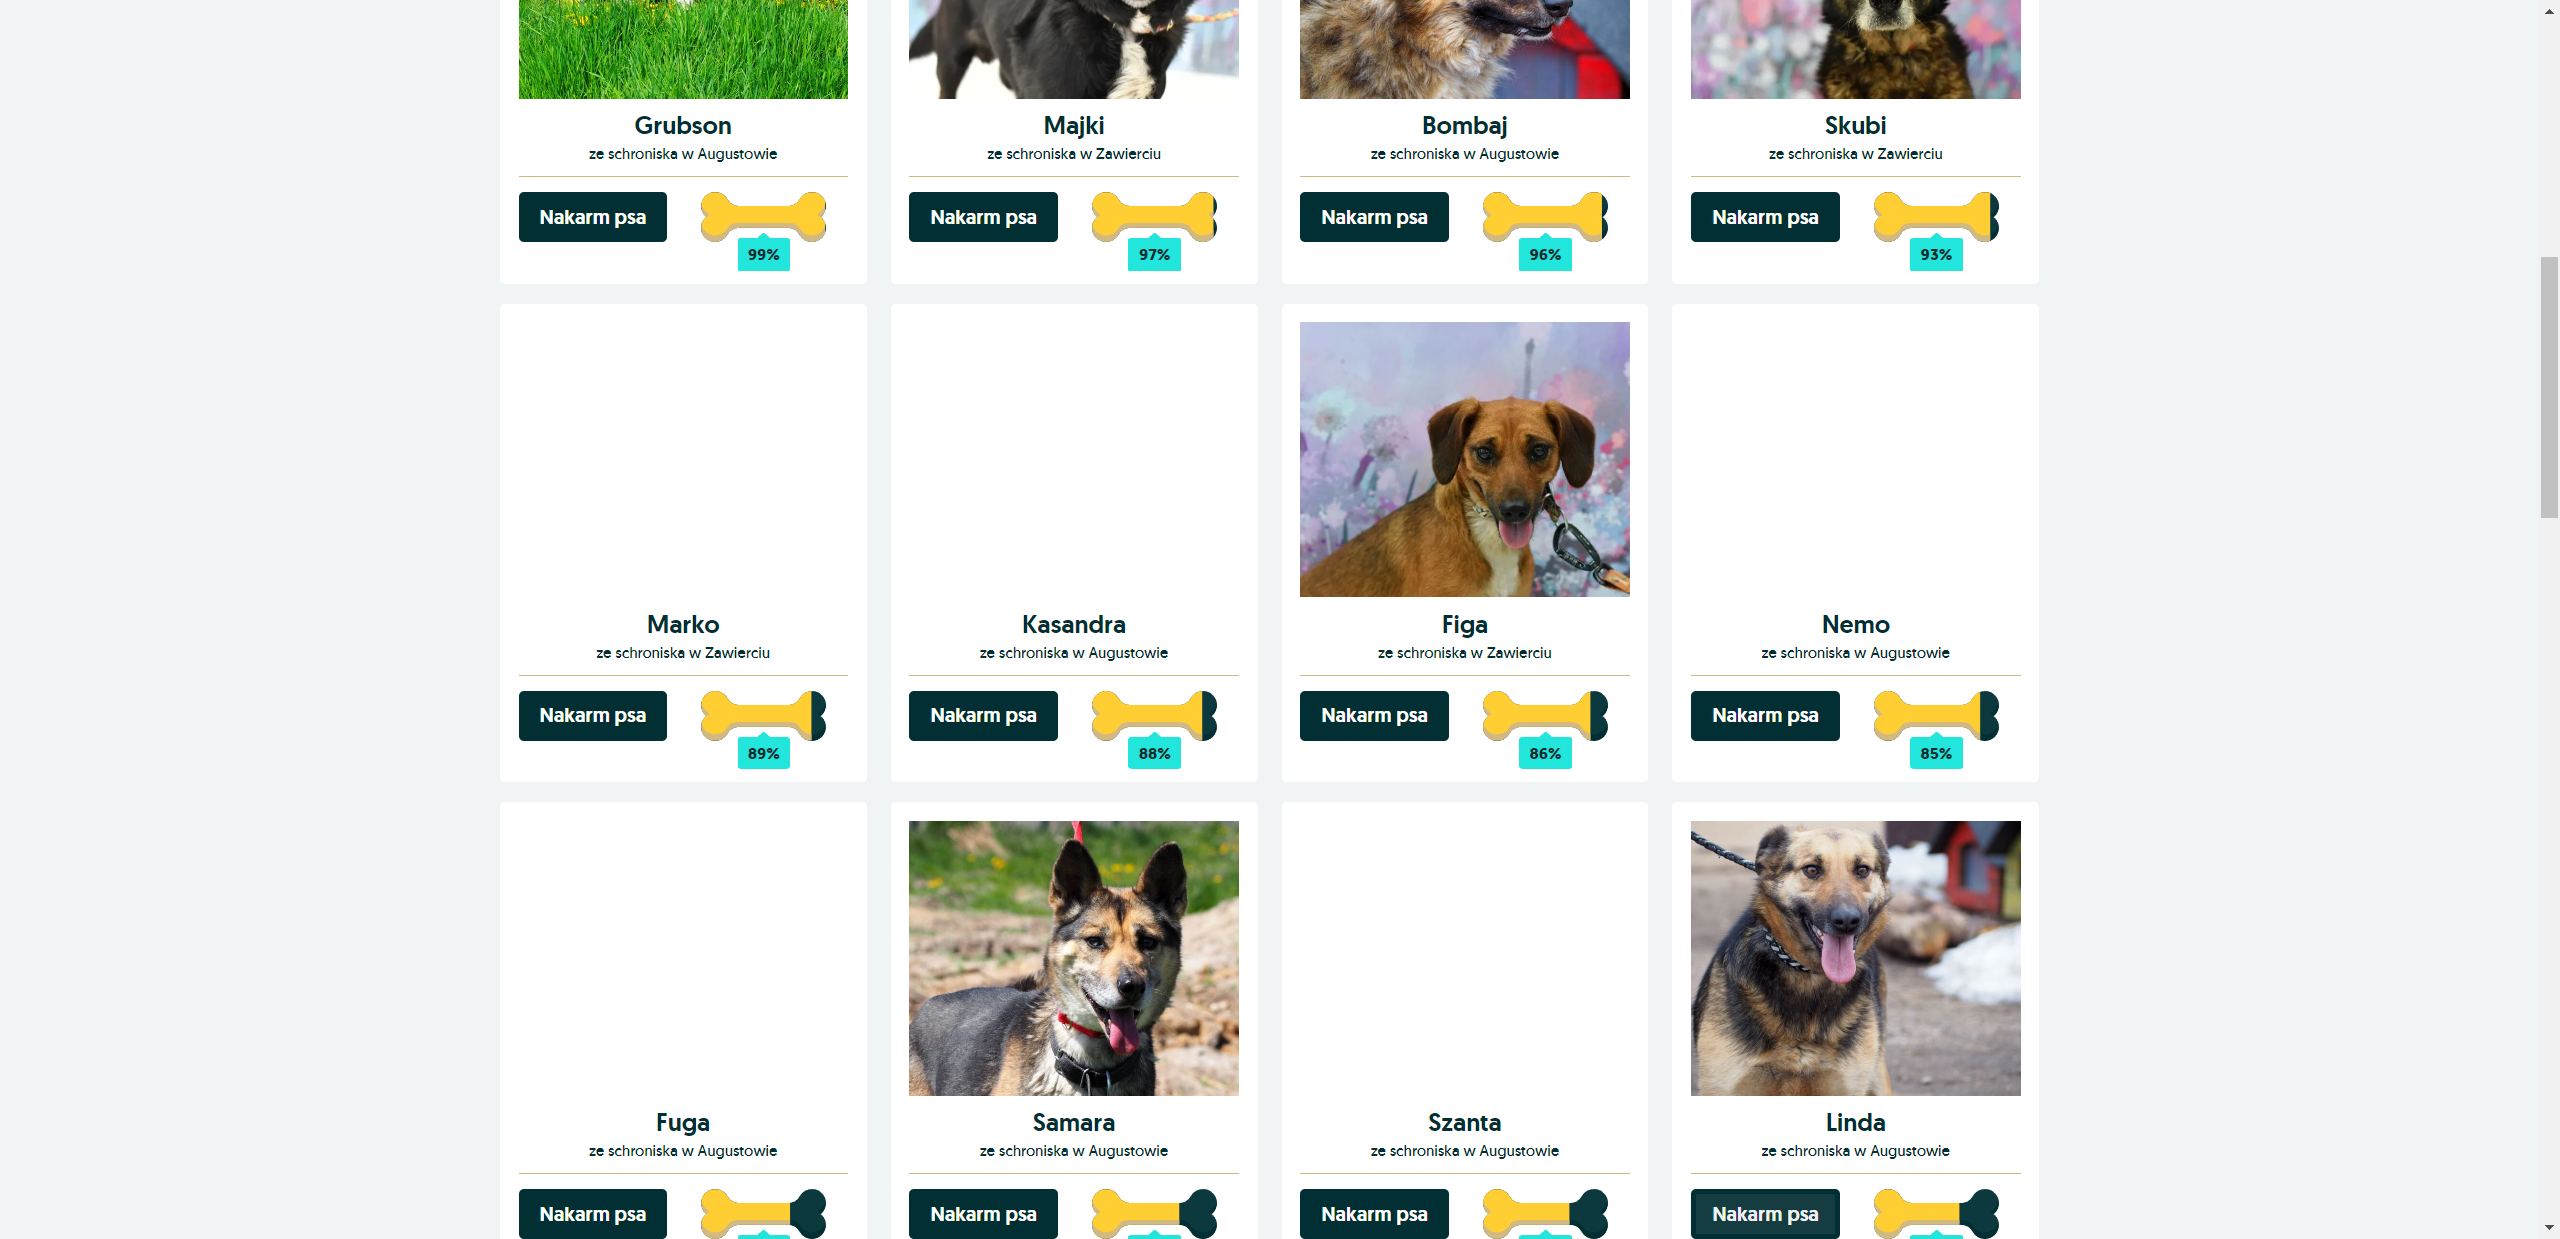 Grubson
ze schroniska w Augustowie
Nakarm psa
99%
Majki
ze schroniska w Zawierciu
Nakarm psa
97%
Bombaj
ze schroniska w Augustowie
Nakarm psa
96%
Skubi
ze schroniska w Zawierciu
Nakarm psa
93%
Marko
ze schroniska w Zawierciu
Nakarm psa
89%
Kasandra
ze schroniska w Augustowie
Nakarm psa
88%
Figa
ze schroniska w Zawierciu
Nakarm psa
86%
Nemo
ze schroniska w Augustowie
Nakarm psa
85%
Fuga
ze schroniska w Augustowie
Nakarm psa
Samara
ze schroniska w Augustowie
Nakarm psa
Szanta
ze schroniska w Augustowie
Nakarm psa
Linda
ze schroniska w Augustowie
Nakarm psa